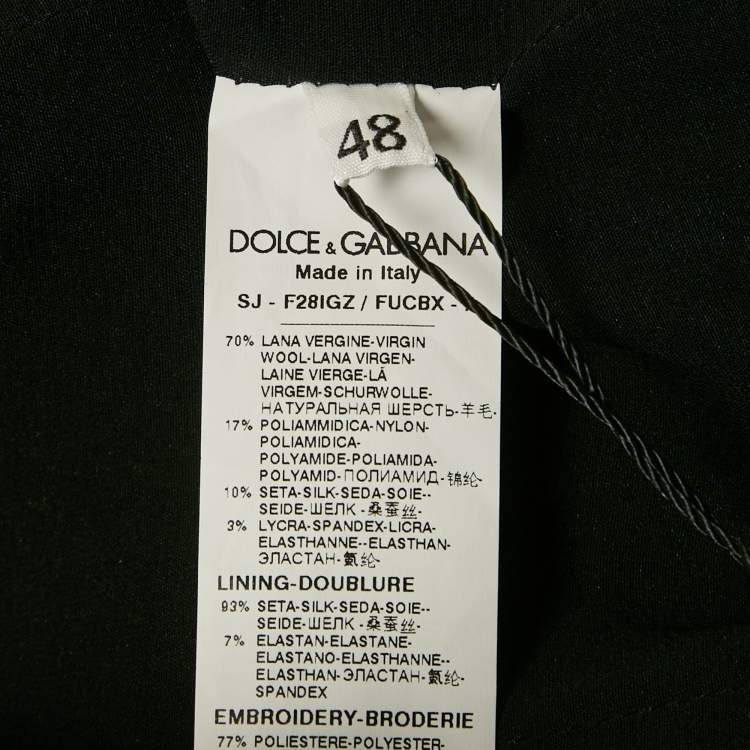 48
DOLCE & GABBANA
Made in Italy
SJ - F28IGZ / FUCBX -
70% LANA VERGINE-VIRGIN
WOOL-LANA VIRGEN-
LAINE VIERGE-LÃ
VIRGEM-SCHURWOLLE-
НАТУРАЛЬНАЯ ШЕРСТЬ-羊毛-
17% POLIAMMIDICA-NYLON-
POLIAMIDICA-
POLYAMIDE-POLIAMIDA-
POLYAMID-ПОЛИАМИД-锦纶-
10% SETA-SILK-SEDA-SOIE--
SEIDE-ШЕЛК -桑蚕丝-
3% LYCRA-SPANDEX-LICRA-
ELASTHANNE--ELASTHAN-
ЭЛАСТАН-氨纶-
LINING-DOUBLURE
93% SETA-SILK-SEDA-SOIE--
SEIDE-ШЕЛК -桑蚕丝-
7% ELASTAN-ELASTANE-
ELASTANO-ELASTHANNE--
ELASTHAN-ЭЛАСТАН-氨纶-
SPANDEX
EMBROIDERY-BRODERIE
77% POLIESTERE-POLYESTER-